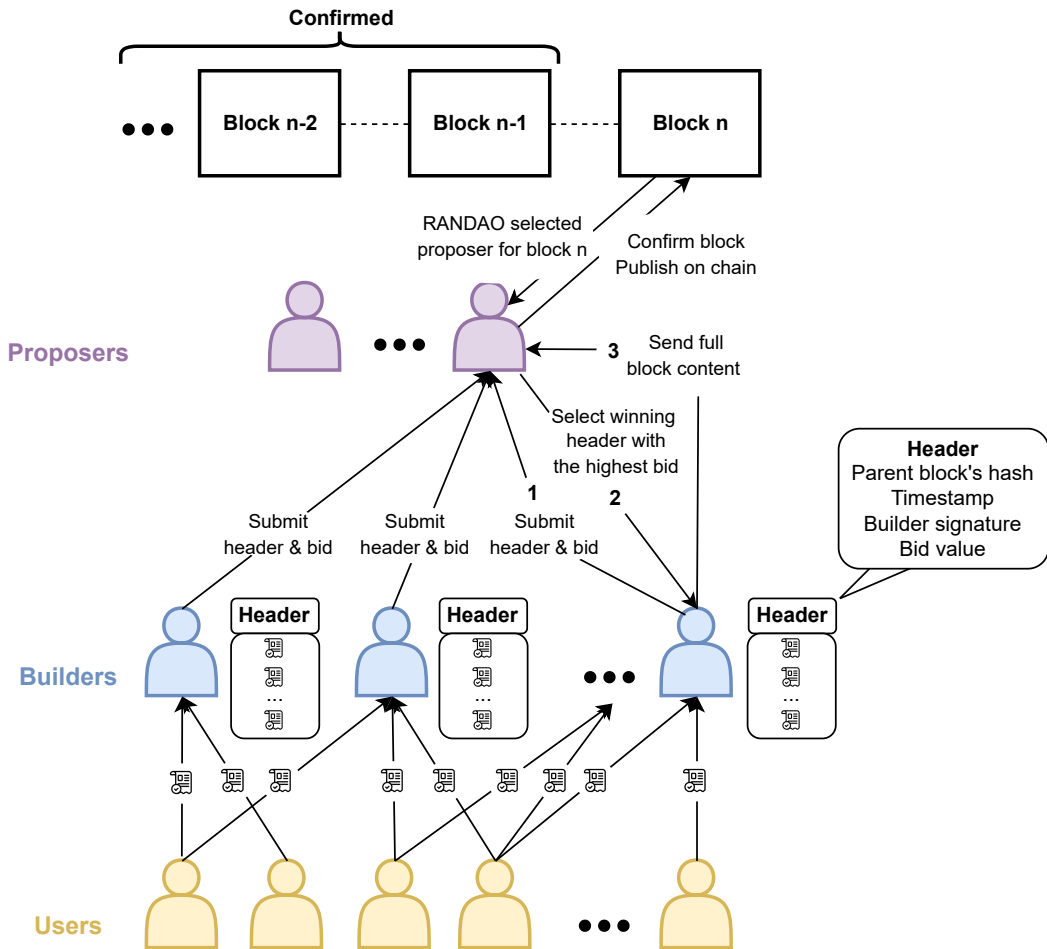 Confirmed
Block n-2
Block n-1
Block n
RANDAO selected
proposer for block n
Confirm block
Publish on chain
Proposers
3
Send full
block content
Select winning
header with
the highest bid
1
2
Header
Parent block's hash
Timestamp
Builder signature
Bid value
Submit
header & bid
Submit
header & bid
Submit
header & bid
Builders
Header
...
Header
...
Header
...
Users